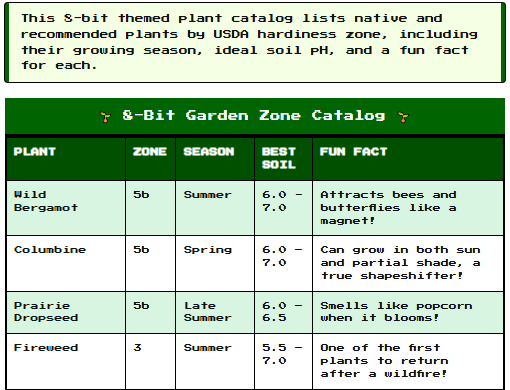 This 8-bit themed plant catalog lists native and
recommended plants by USDA hardiness zone, including
their growing season, ideal soil pH, and a fun fact
for each.
8-Bit Garden Zone Catalog
PLANT ZONE SEASON BEST SOIL FUN FACT
Wild Bergamot 5b Summer 6.0 – 7.0 Attracts bees and butterflies like a magnet!
Columbine 5b Spring 6.0 – 7.0 Can grow in both sun and partial shade, a true shapeshifter!
Prairie Dropseed 5b Late Summer 6.0 – 6.5 Smells like popcorn when it blooms!
Fireweed 3 Summer 5.5 – 7.0 One of the first plants to return after a wildfire!